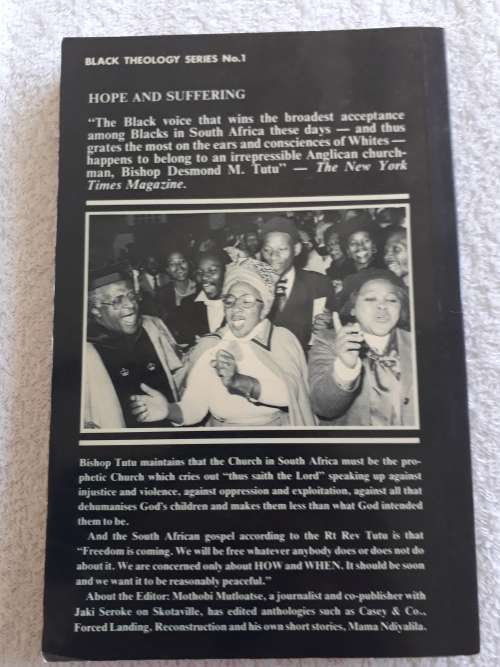 BLACK THEOLOGY SERIES No.1
HOPE AND SUFFERING
"The Black voice that wins the broadest acceptance
among Blacks in South Africa these days — and thus
grates the most on the ears and consciences of Whites —
happens to belong to an irrepressible Anglican church-
man, Bishop Desmond M. Tutu" — The New York
Times Magazine.
Bishop Tutu maintains that the Church in South Africa must be the pro-
phetic Church which cries out "thus saith the Lord" speaking up against
injustice and violence, against oppression and exploitation, against all that
dehumanises God's children and makes them less than what God intended
them to be.
And the South African gospel according to the Rt Rev Tutu is that
"Freedom is coming. We will be free whatever anybody does or does not do
about it. We are concerned only about HOW and WHEN. It should be soon
and we want it to be reasonably peaceful."
About the Editor: Mothobi Mutloatse, a journalist and co-publisher with
Jaki Seroke on Skotaville, has edited anthologies such as Casey & Co.,
Forced Landing, Reconstruction and his own short stories, Mama Ndiyalila.